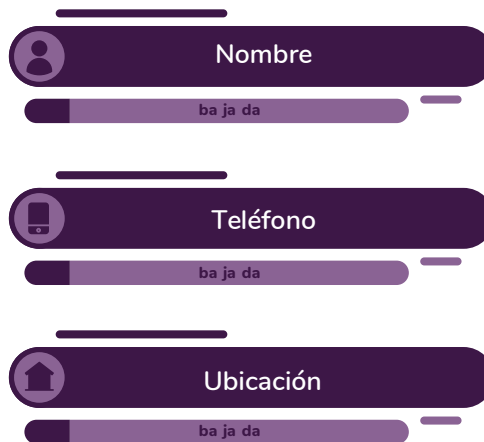 Nombre
ba ja da
Teléfono
ba ja da
Ubicación
ba ja da